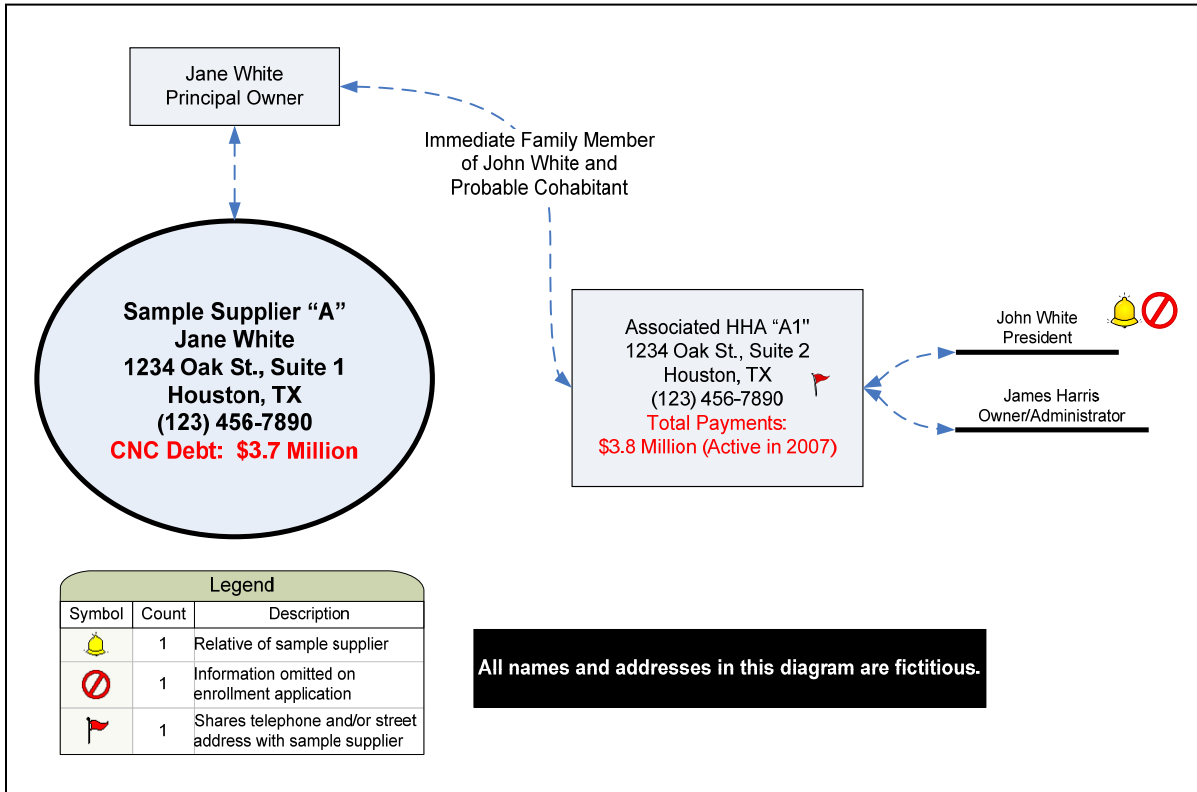 Jane White
Principal Owner
Immediate Family Member
of John White and
Probable Cohabitant
Sample Supplier “A”
Jane White
1234 Oak St., Suite 1
Houston, TX
(123) 456-7890
CNC Debt:  $3.7 Million
Associated HHA “A1"
1234 Oak St., Suite 2
Houston, TX
(123) 456-7890
Total Payments:
$3.8 Million (Active in 2007)
John White
President
James Harris
Owner/Administrator
Legend
Symbol Count Description
1 Relative of sample supplier
1 Information omitted on
enrollment application
1 Shares telephone and/or street
address with sample supplier
All names and addresses in this diagram are fictitious.